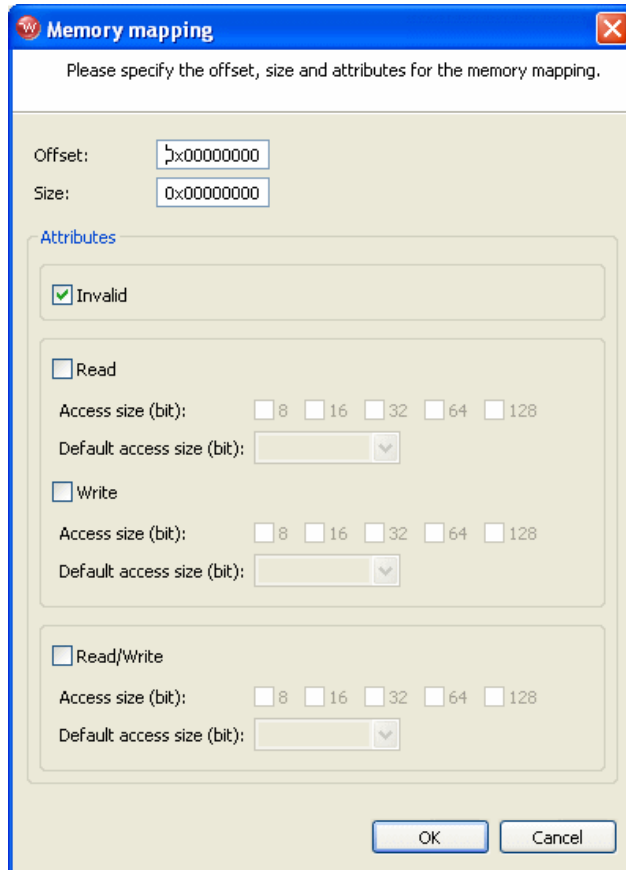 Memory mapping
Please specify the offset, size and attributes for the memory mapping.
Offset: 0x00000000
Size: 0x00000000
Attributes
Invalid
Read
Access size (bit): 8 16 32 64 128
Default access size (bit):
Write
Access size (bit): 8 16 32 64 128
Default access size (bit):
Read/Write
Access size (bit): 8 16 32 64 128
Default access size (bit):
OK Cancel